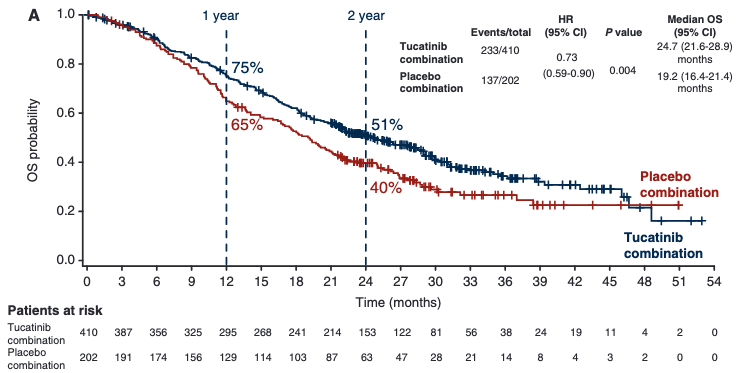 A
1 year
2 year
Events/total
HR
(95% CI)
P value
Median OS
(95% CI)
Tucatinib
combination
233/410
0.73
(0.59-0.90)
0.004
24.7 (21.6-28.9)
months
Placebo
combination
137/202
19.2 (16.4-21.4)
months
OS probability
1.0
0.8
0.6
0.4
0.2
0.0
75%
65%
51%
40%
Placebo
combination
Tucatinib
combination
0 3 6 9 12 15 18 21 24 27 30 33 36 39 42 45 48 51 54
Time (months)
Patients at risk
Tucatinib
combination
410 387 356 325 295 268 241 214 153 122 81 56 38 24 19 11 4 2 0
Placebo
combination
202 191 174 156 129 114 103 87 63 47 28 21 14 8 4 3 2 0 0